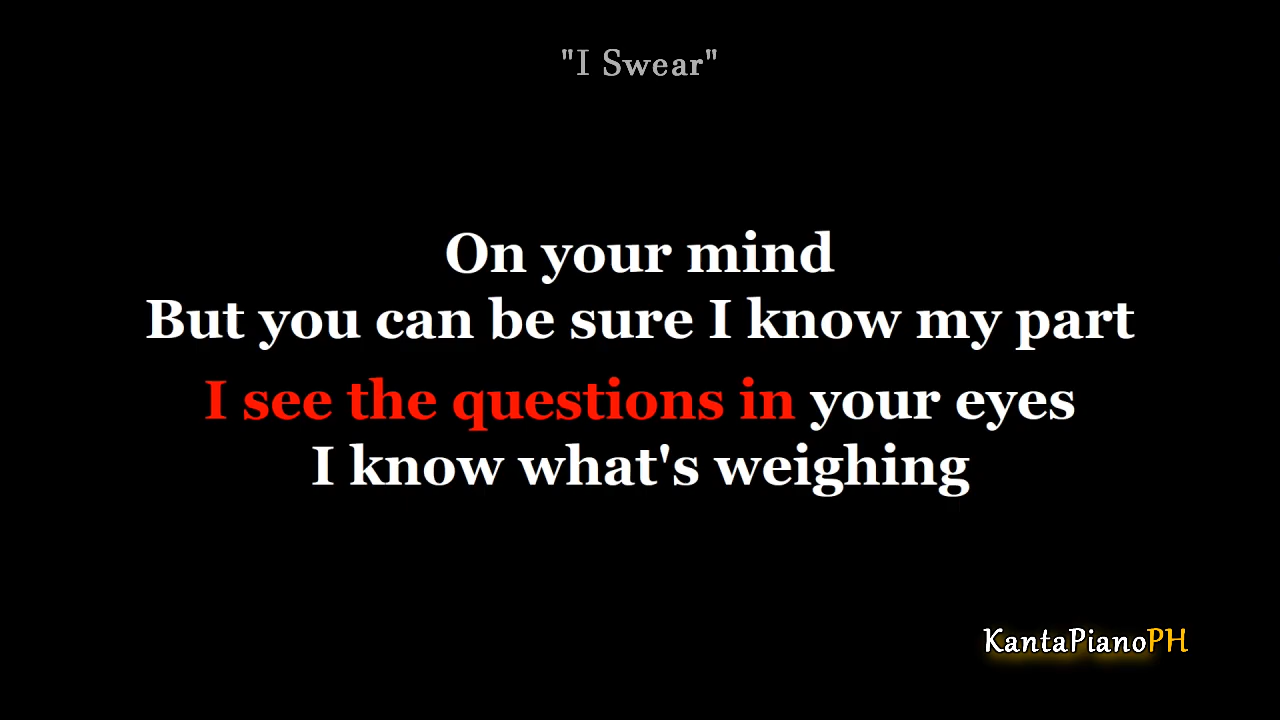 "I Swear"
On your mind
But you can be sure I know my part
I see the questions in your eyes
I know what's weighing
KantaPianoPH